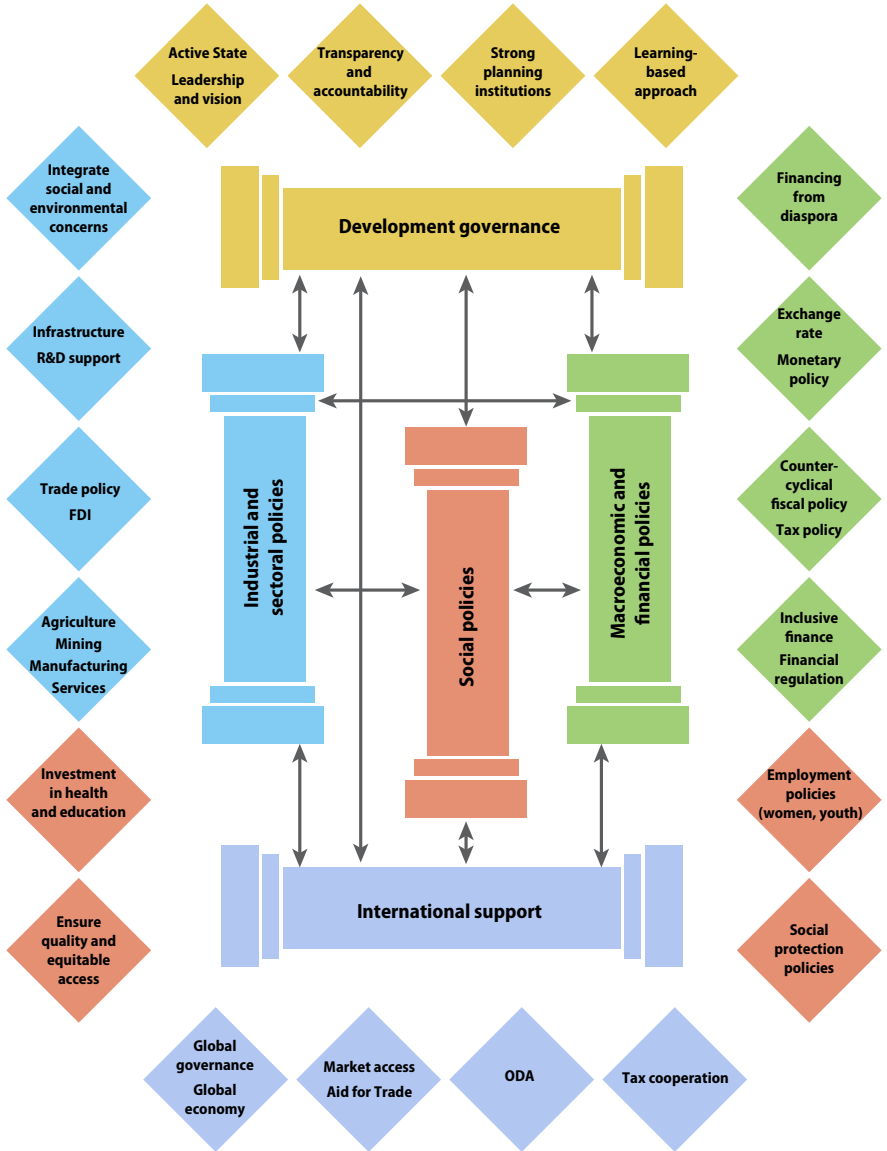 Active State
Leadership
and vision
Transparency
and
accountability
Strong
planning
institutions
Learning-
based
approach
Integrate
social and
environmental
concerns
Infrastructure
R&D support
Trade policy
FDI
Agriculture
Mining
Manufacturing
Services
Investment
in health
and education
Ensure
quality and
equitable
access
Development governance
Industrial and
sectoral policies
Social policies
Macroeconomic and
financial policies
International support
Financing
from
diaspora
Exchange
rate
Monetary
policy
Counter-
cyclical
fiscal policy
Tax policy
Inclusive
finance
Financial
regulation
Employment
policies
(women, youth)
Social
protection
policies
Global
governance
Global
economy
Market access
Aid for Trade
ODA
Tax cooperation